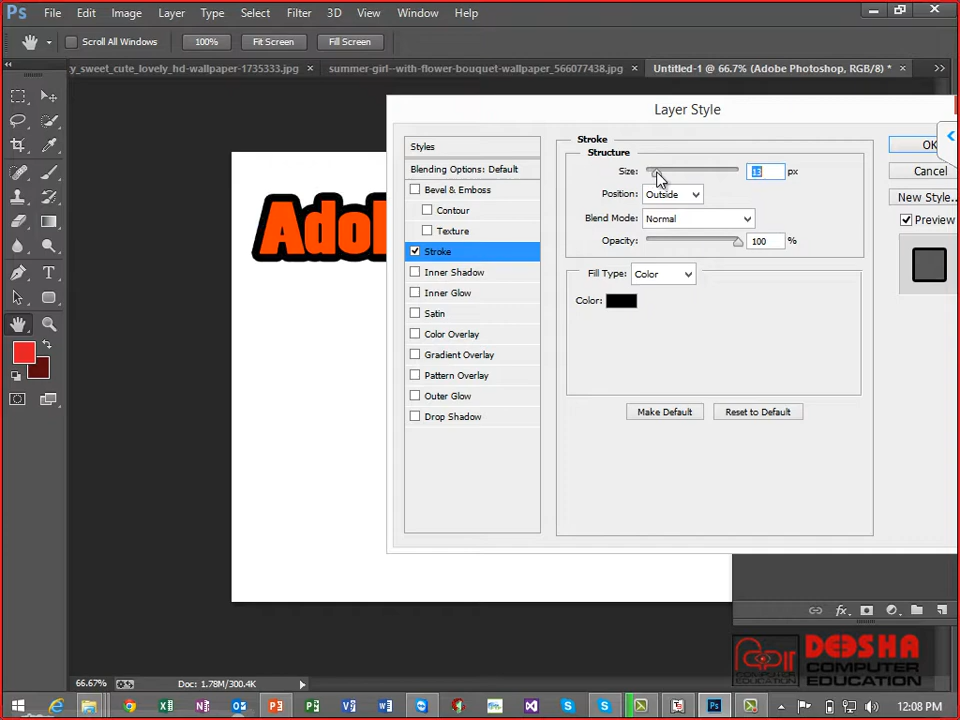 Ps File Edit Image Layer Type Select Filter 3D View Window Help
Scroll All Windows 100% Fit Screen Fill Screen
y_sweet_cute_lovely_hd-wallpaper-1735333.jpg × summer-girl--with-flower-bouquet-wallpaper_566077438.jpg × Untitled-1 @ 66.7% (Adobe Photoshop, RGB/8) * ×
Layer Style
Styles
Blending Options: Default
Bevel & Emboss
Contour
Texture
Stroke
Inner Shadow
Inner Glow
Satin
Color Overlay
Gradient Overlay
Pattern Overlay
Outer Glow
Drop Shadow
Stroke
Structure
Size: 13 px
Position: Outside
Blend Mode: Normal
Opacity: 100 %
Fill Type: Color
Color:
Make Default Reset to Default
OK
Cancel
New Style..
Preview
Adob
fx
DEOSHA
COMPUTER
EDUCATION
66.67% Doc: 1.78M/300.4K
12:08 PM